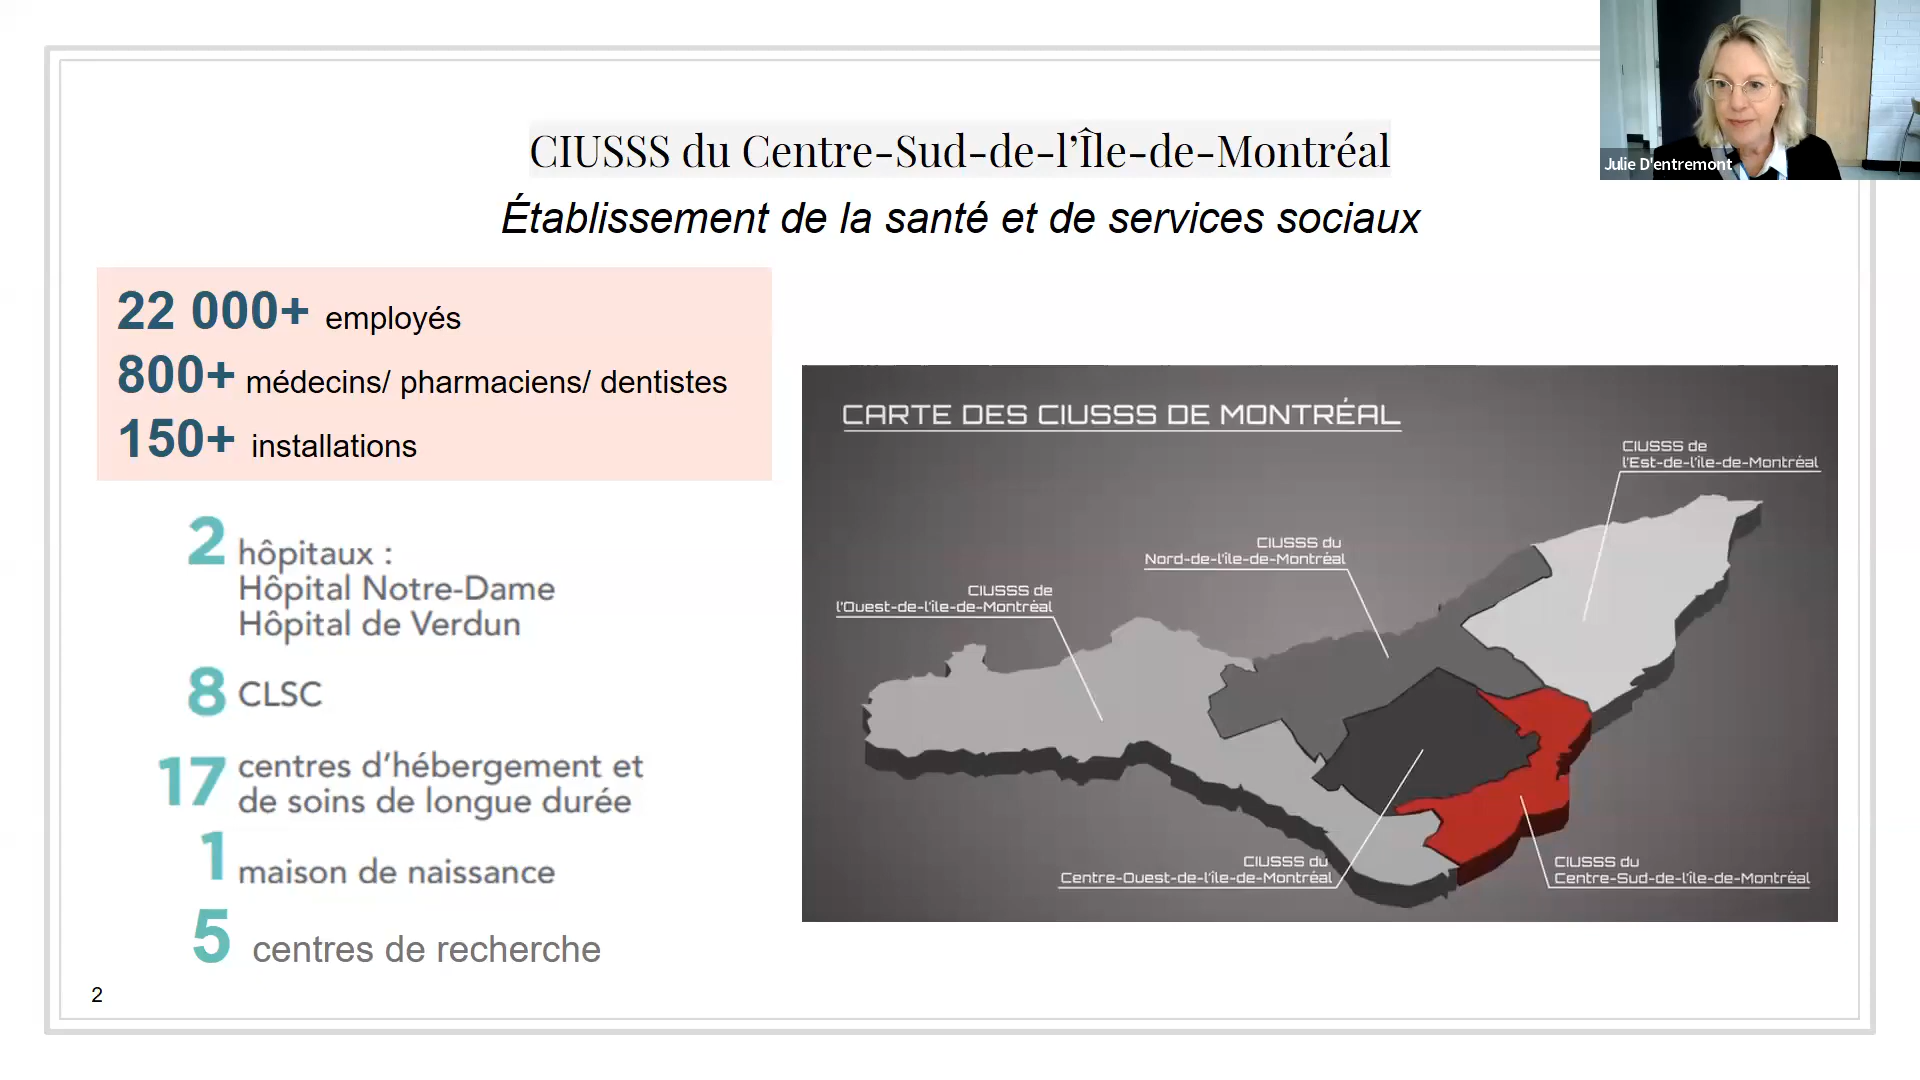 CIUSSS du Centre-Sud-de-l’Île-de-Montréal
Établissement de la santé et de services sociaux
Julie D'entremont
22 000+ employés
800+ médecins/ pharmaciens/ dentistes
150+ installations
2 hôpitaux :
Hôpital Notre-Dame
Hôpital de Verdun
8 CLSC
17 centres d’hébergement et
de soins de longue durée
1 maison de naissance
5 centres de recherche
2
CARTE DES CIUSSS DE MONTRÉAL
CIUSSS de
l'Est-de-l'île-de-Montréal
CIUSSS du
Nord-de-l'île-de-Montréal
CIUSSS de
l'Ouest-de-l'île-de-Montréal
CIUSSS du
Centre-Ouest-de-l'île-de-Montréal
CIUSSS du
Centre-Sud-de-l'île-de-Montréal